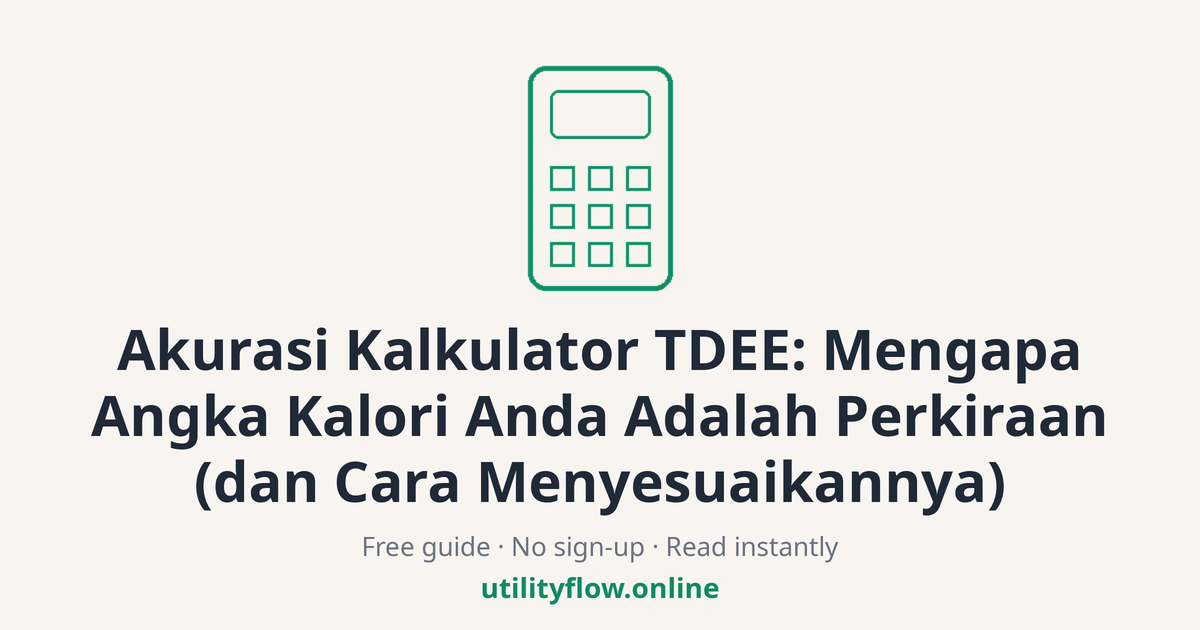 Akurasi Kalkulator TDEE: Mengapa
Angka Kalori Anda Adalah Perkiraan
(dan Cara Menyesuaikannya)
Free guide · No sign-up · Read instantly
utilityflow.online